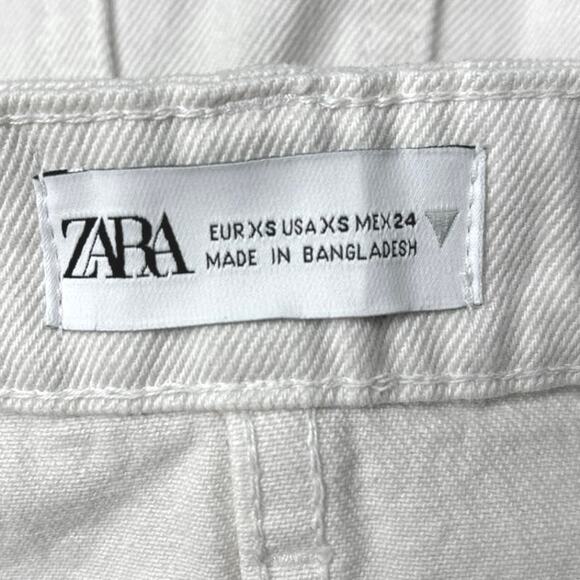 ZARA
EUR XS USA XS MEX 24
MADE IN BANGLADESH